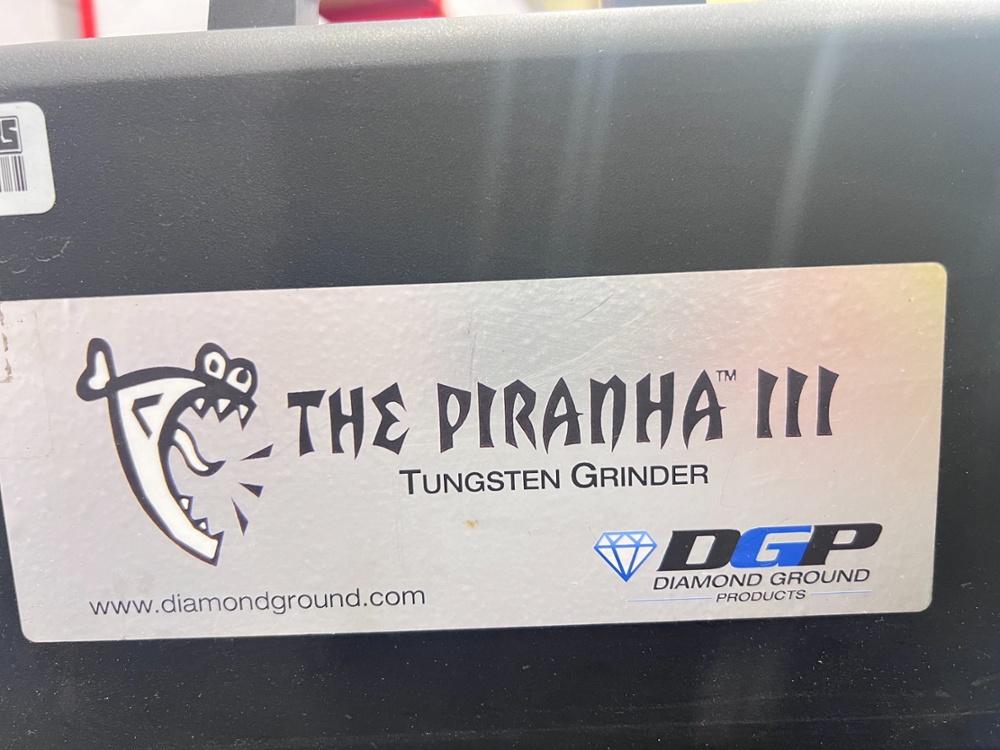 THE PIRANHA™ III
TUNGSTEN GRINDER
DGP
DIAMOND GROUND
PRODUCTS
www.diamondground.com